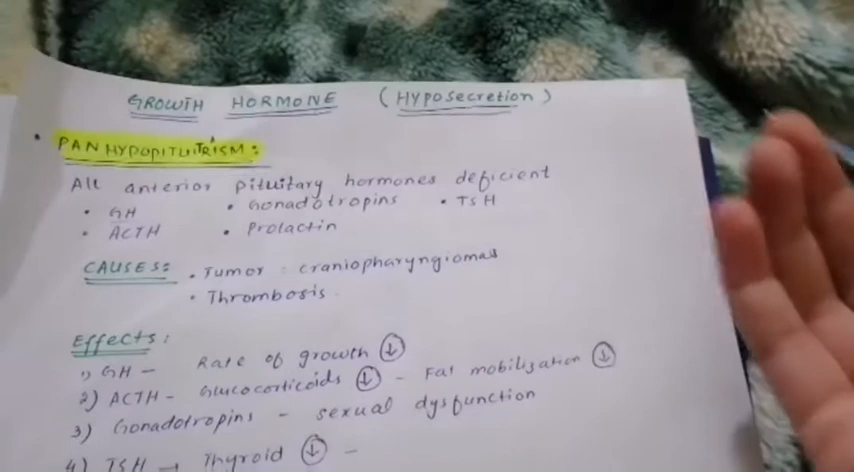 GROWTH HORMONE (HYPOSECRETION)
• PANHYPOPITUITRISM:
All anterior pituitary hormones deficient
• GH • Gonadotropins • TSH
• ACTH • Prolactin
CAUSES: • Tumor : craniopharyngiomas
• Thrombosis.
Effects:
1) GH - Rate of growth ↓
2) ACTH - Glucocorticoids ↓ - Fat mobilisation ↓
3) Gonadotropins - sexual dysfunction
4) TSH → Thyroid ↓ -